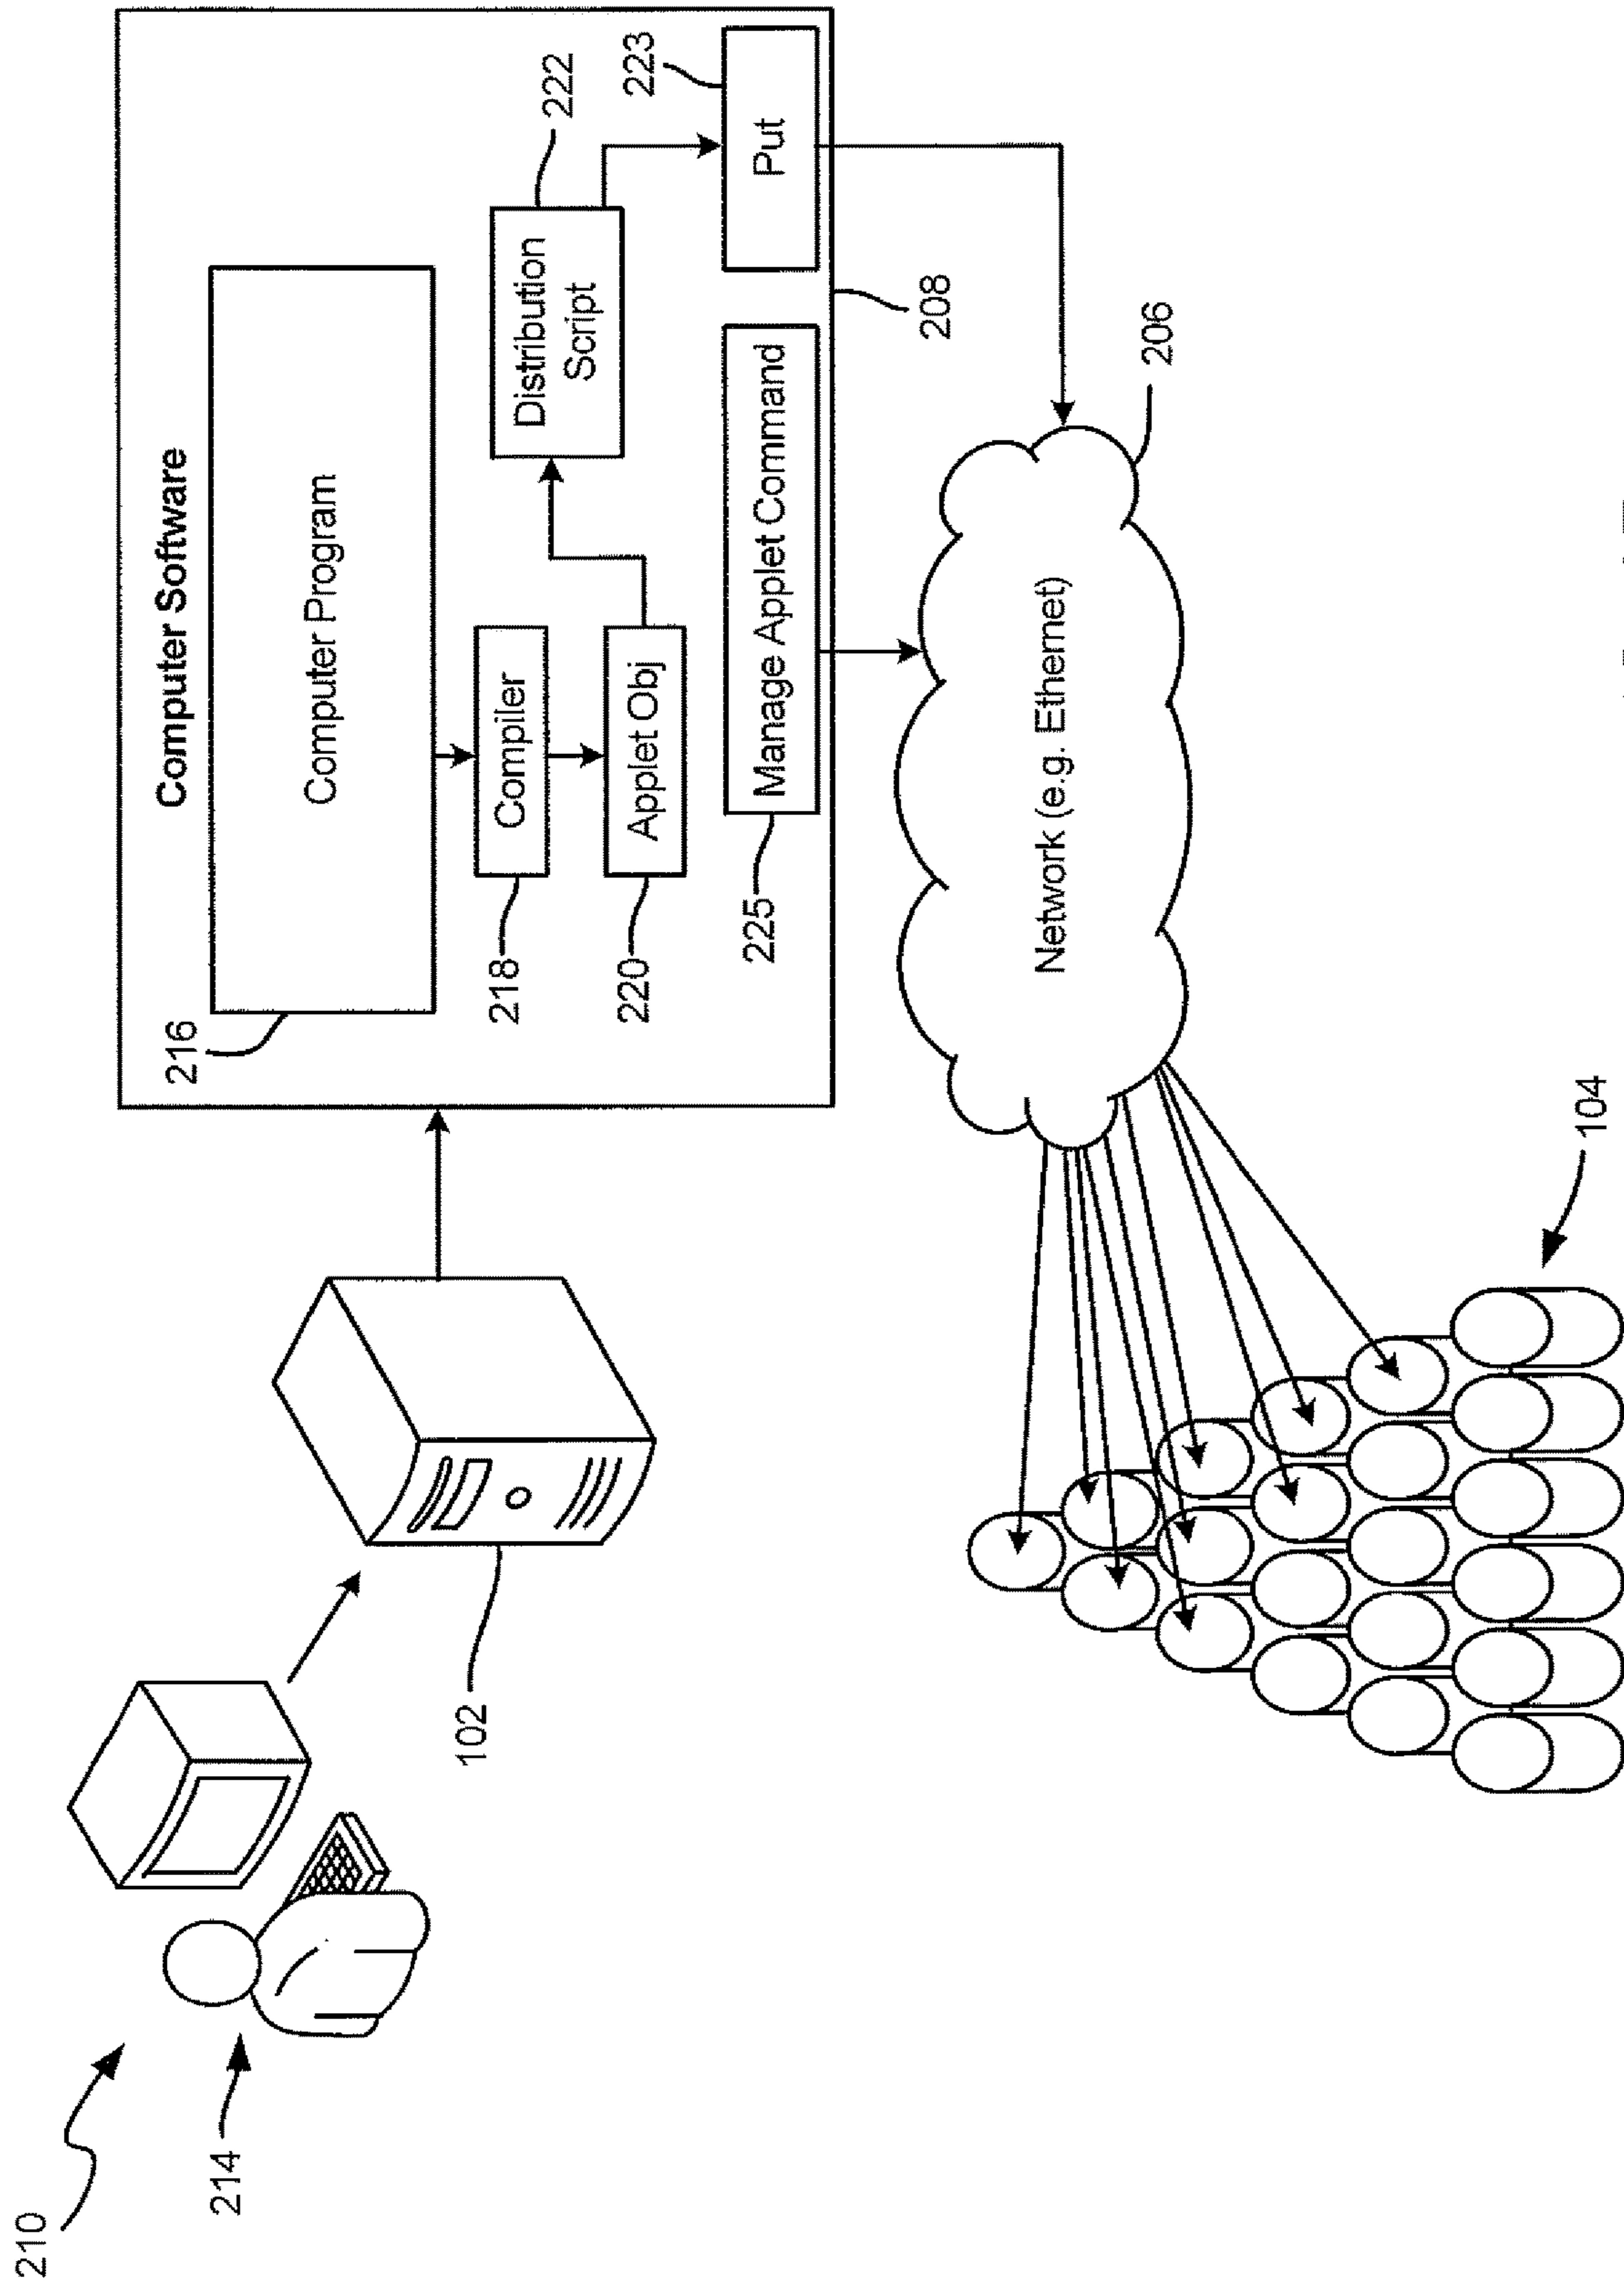 210
214
102
Computer Software
216
Computer Program
218
Compiler
220
Applet Obj
Distribution
Script
222
225
Manage Applet Command
Put
223
208
Network (e.g. Ethernet)
206
104